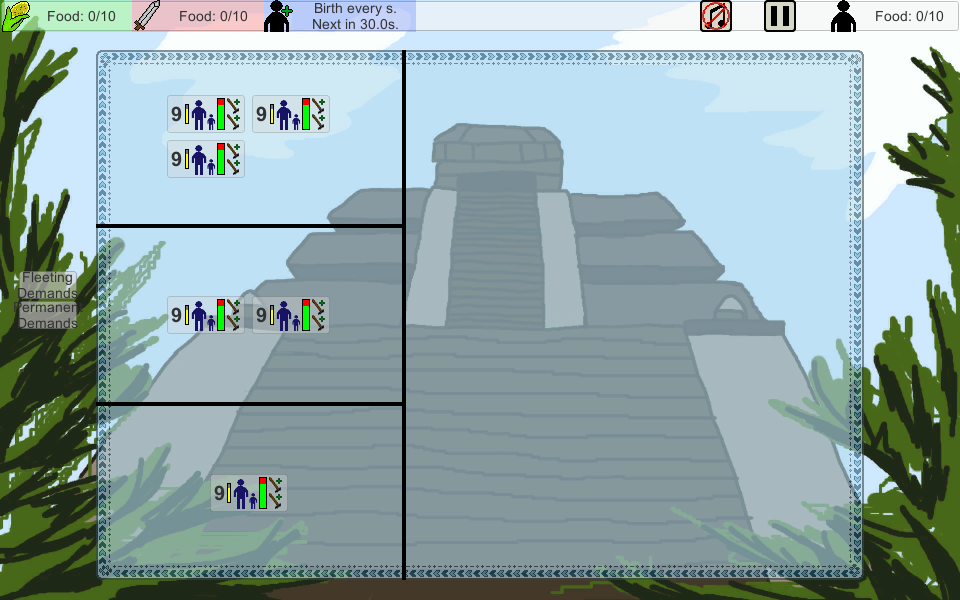 Food: 0/10
Food: 0/10
Birth every s.
Next in 30.0s.
Food: 0/10
9
9
9
Fleeting
Demands
Permanent
Demands
9
9
9